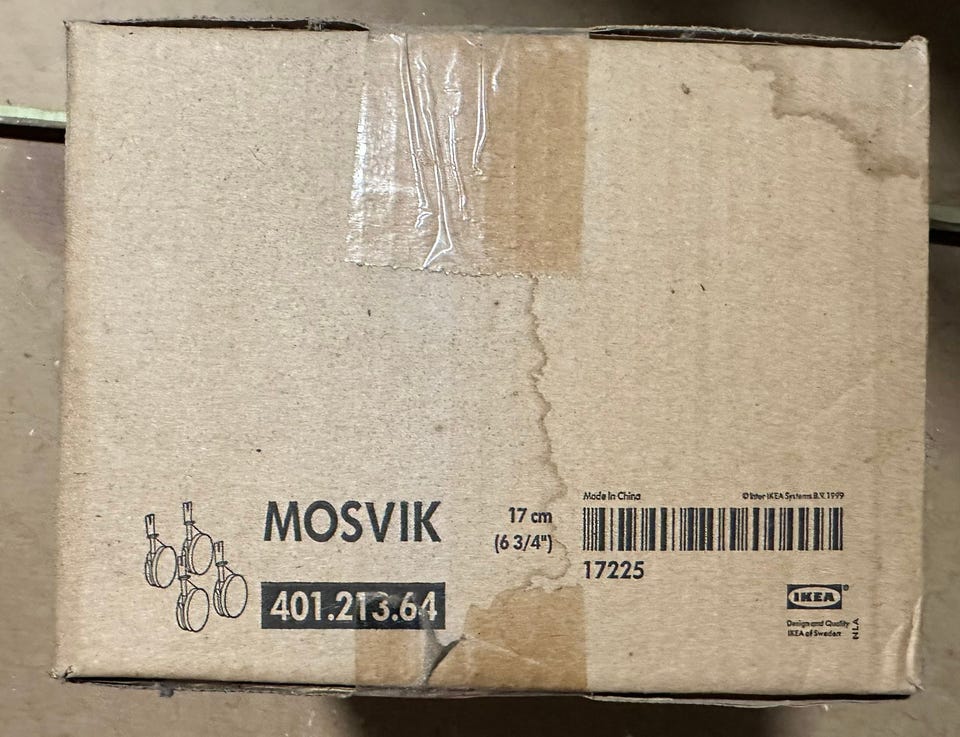 MOSVIK
401.213.64
17 cm
(6 3/4")
Made in China
© Inter IKEA Systems B.V. 1999
17225
IKEA®
Design and Quality
IKEA of Sweden
NLA